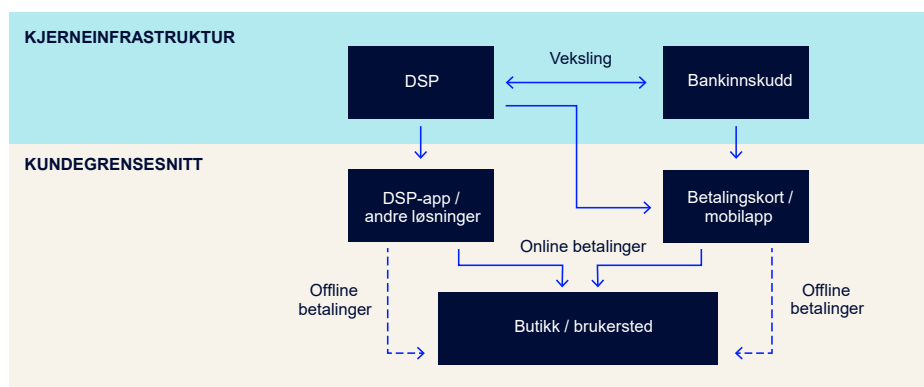 KJERNEINFRASTRUKTUR
Veksling
DSP
Bankinnskudd
KUNDEGRENSESNITT
DSP-app /
andre løsninger
Betalingskort /
mobilapp
Online betalinger
Offline
betalinger
Offline
betalinger
Butikk / brukersted